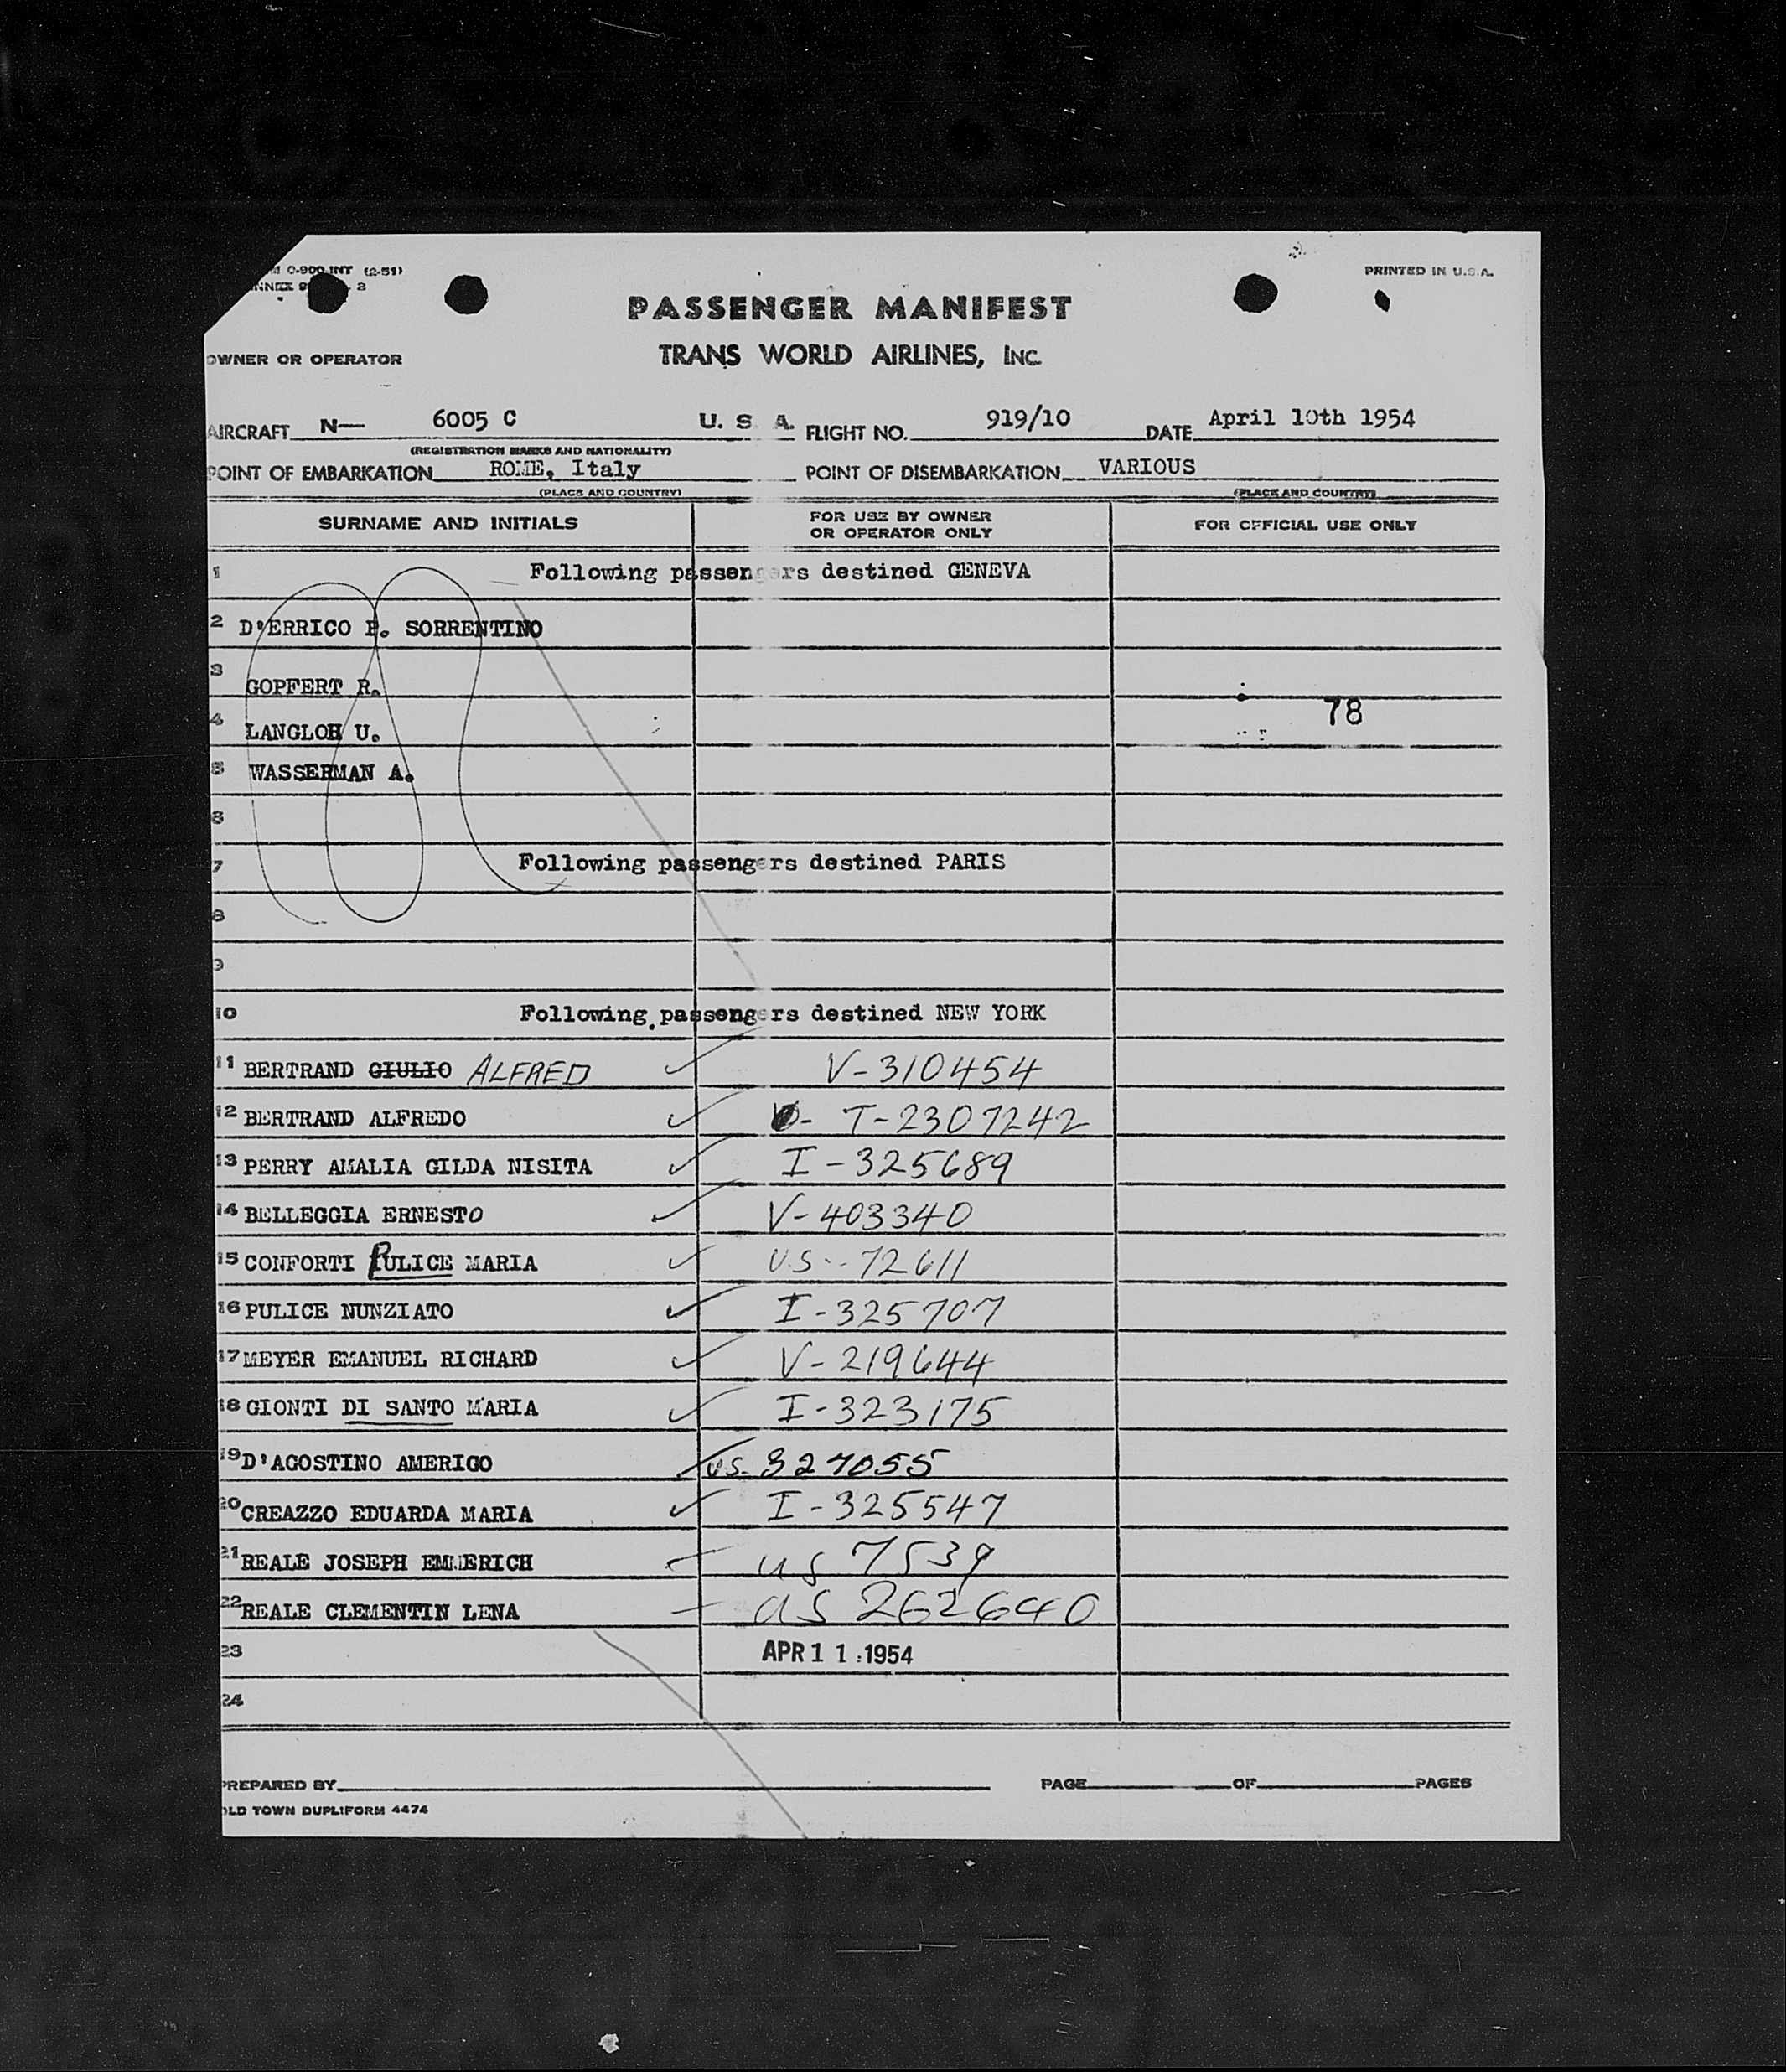 0-900 INT (2-51)
2
PRINTED IN U.S.A.
PASSENGER MANIFEST
TRANS WORLD AIRLINES, INC.
OWNER OR OPERATOR
AIRCRAFT N— 6005 C U. S. A. FLIGHT NO. 919/10 DATE April 10th 1954
(REGISTRATION MARKS AND NATIONALITY)
POINT OF EMBARKATION ROME, Italy POINT OF DISEMBARKATION VARIOUS
(PLACE AND COUNTRY) (PLACE AND COUNTRY)
SURNAME AND INITIALS FOR USE BY OWNER OR OPERATOR ONLY FOR OFFICIAL USE ONLY
1 Following passengers destined GENEVA
2 D'ERRICO P. SORRENTINO
3 GOPFERT R.
78
4 LANGLOH U.
5 WASSERMAN A.
6
7 Following passengers destined PARIS
8
9
10 Following passengers destined NEW YORK
11 BERTRAND GIULIO ALFRED V-310454
12 BERTRAND ALFREDO T-2307242
13 PERRY AMALIA GILDA NISITA I-325689
14 BELLEGGIA ERNESTO V-403340
15 CONFORTI PULICE MARIA U.S.-72611
16 PULICE NUNZIATO I-325707
17 MEYER EMANUEL RICHARD V-219644
18 GIONTI DI SANTO MARIA I-323175
19 D'AGOSTINO AMERIGO US-327055
20 CREAZZO EDUARDA MARIA I-325547
21 REALE JOSEPH EMMERICH US 7539
22 REALE CLEMENTIN LENA US 262640
23 APR 11 1954
24
PREPARED BY PAGE OF PAGES
OLD TOWN DUPLIFORM 4474